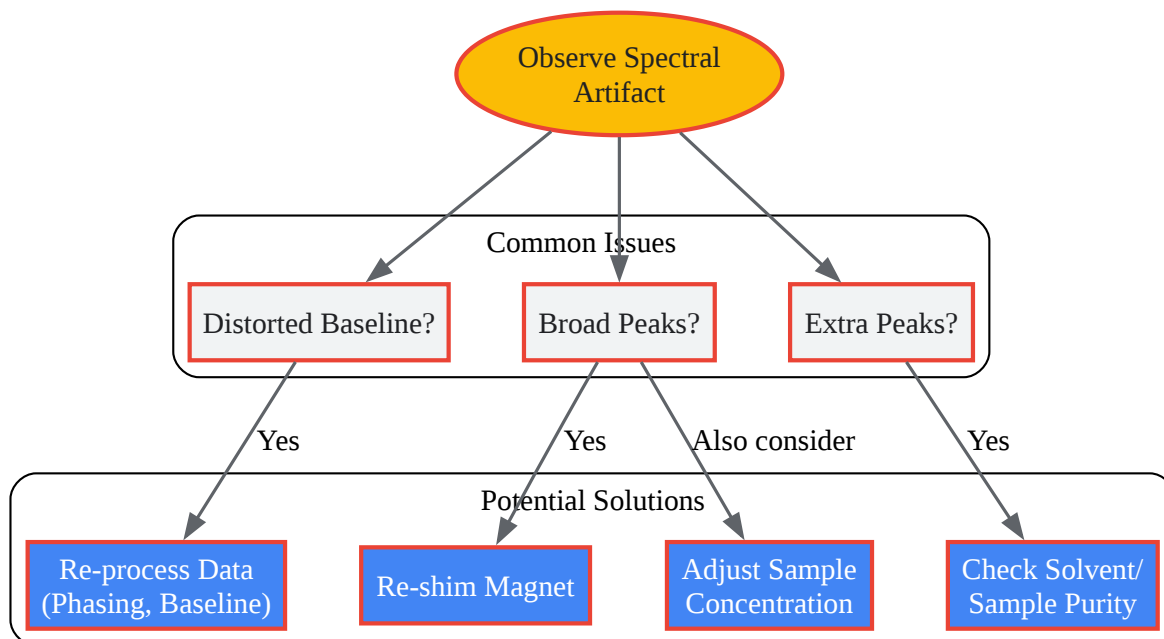 Observe Spectral
Artifact
Common Issues
Distorted Baseline?
Broad Peaks?
Extra Peaks?
Yes
Yes
Also consider
Yes
Potential Solutions
Re-process Data
(Phasing, Baseline)
Re-shim Magnet
Adjust Sample
Concentration
Check Solvent/
Sample Purity